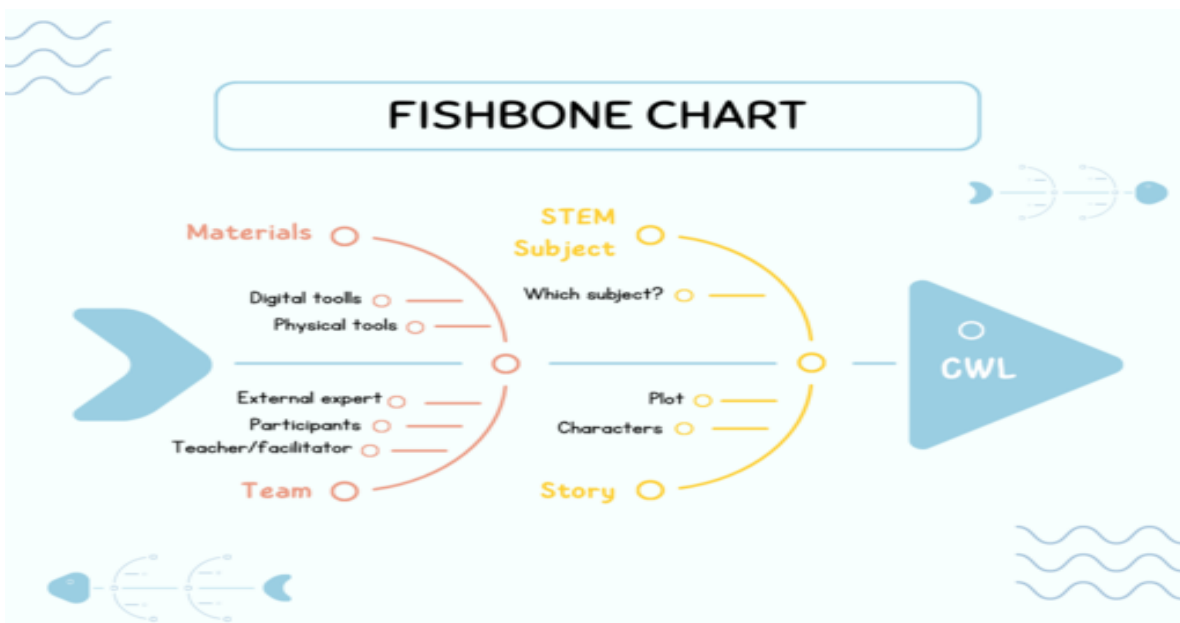 FISHBONE CHART
Materials
Digital toolls
Physical tools
STEM
Subject
Which subject?
CWL
External expert
Participants
Teacher/facilitator
Team
Plot
Characters
Story